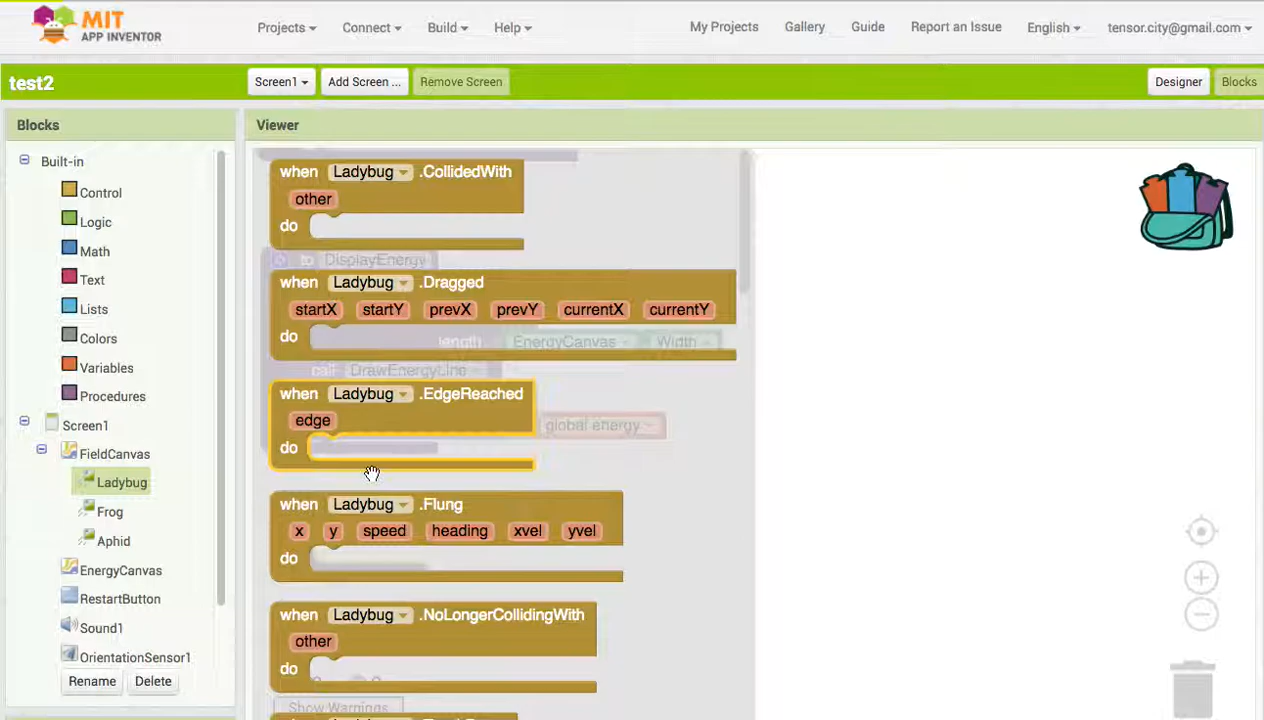 MIT
APP INVENTOR
Projects
Connect
Build
Help
My Projects
Gallery
Guide
Report an Issue
English
tensor.city@gmail.com
test2
Screen1
Add Screen ...
Remove Screen
Designer
Blocks
Blocks
Viewer
Built-in
Control
Logic
Math
Text
Lists
Colors
Variables
Procedures
Screen1
FieldCanvas
Ladybug
Frog
Aphid
EnergyCanvas
RestartButton
Sound1
OrientationSensor1
Rename
Delete
when Ladybug .CollidedWith
other
do
to DisplayEnergy
when Ladybug .Dragged
startX startY prevX prevY currentX currentY
do
length EnergyCanvas Width
call DrawEnergyLine
when Ladybug .EdgeReached
edge
global energy
do
when Ladybug .Flung
x y speed heading xvel yvel
do
when Ladybug .NoLongerCollidingWith
other
do
Show Warnings